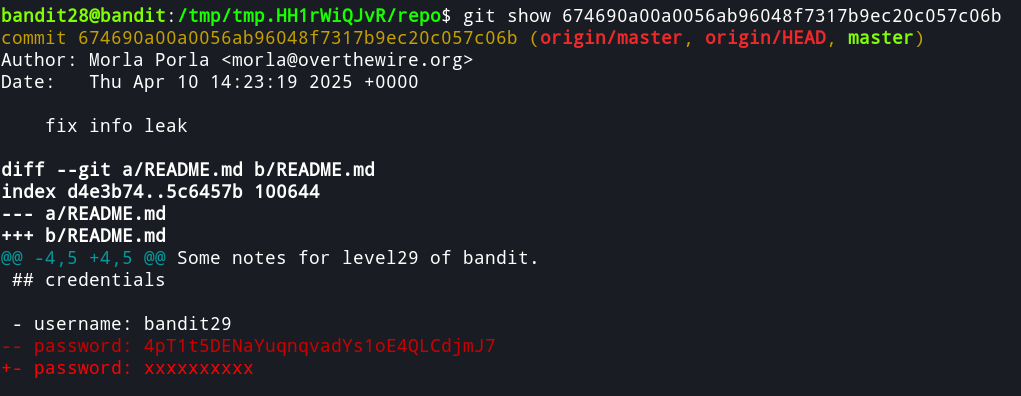 bandit28@bandit:/tmp/tmp.HH1rWiQJvR/repo$ git show 674690a00a0056ab96048f7317b9ec20c057c06b
commit 674690a00a0056ab96048f7317b9ec20c057c06b (origin/master, origin/HEAD, master)
Author: Morla Porla <morla@overthewire.org>
Date:   Thu Apr 10 14:23:19 2025 +0000

    fix info leak

diff --git a/README.md b/README.md
index d4e3b74..5c6457b 100644
--- a/README.md
+++ b/README.md
@@ -4,5 +4,5 @@ Some notes for level29 of bandit.
 ## credentials

 - username: bandit29
-- password: 4pT1t5DENaYuqnqvadYs1oE4QLCdjmJ7
+- password: xxxxxxxxxx